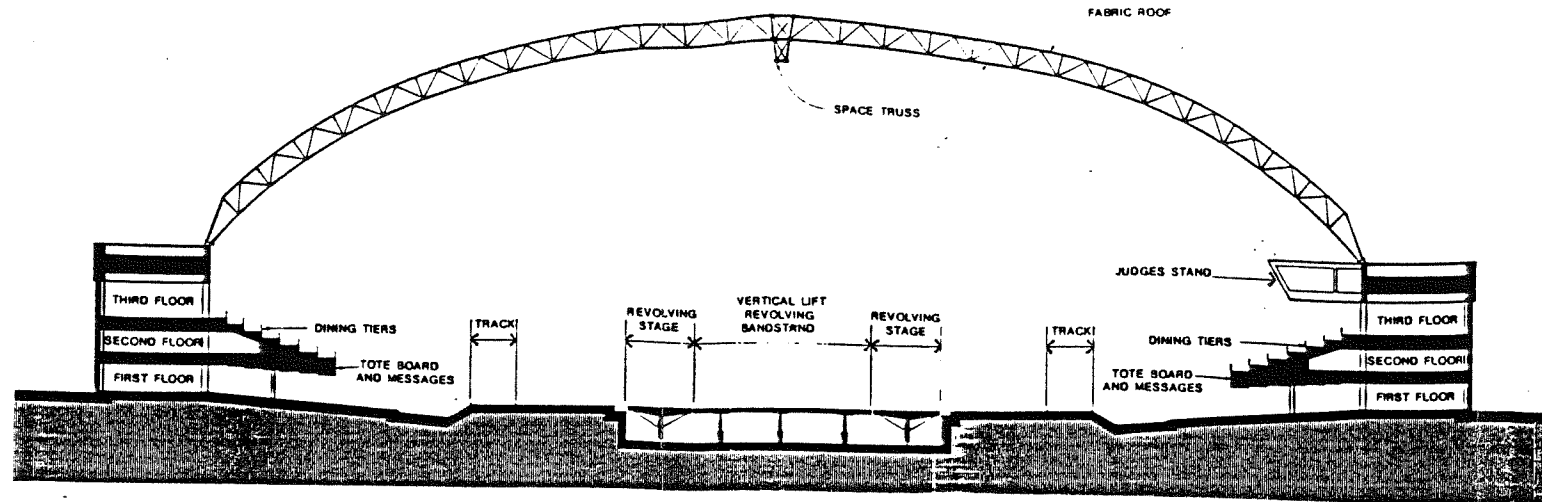 FABRIC ROOF
SPACE TRUSS
JUDGES STAND
THIRD FLOOR
DINING TIERS
SECOND FLOOR
TOTE BOARD
AND MESSAGES
FIRST FLOOR
TRACK
REVOLVING
STAGE
VERTICAL LIFT
REVOLVING
BANDSTAND
REVOLVING
STAGE
TRACK
THIRD FLOOR
DINING TIERS
SECOND FLOOR
TOTE BOARD
AND MESSAGES
FIRST FLOOR